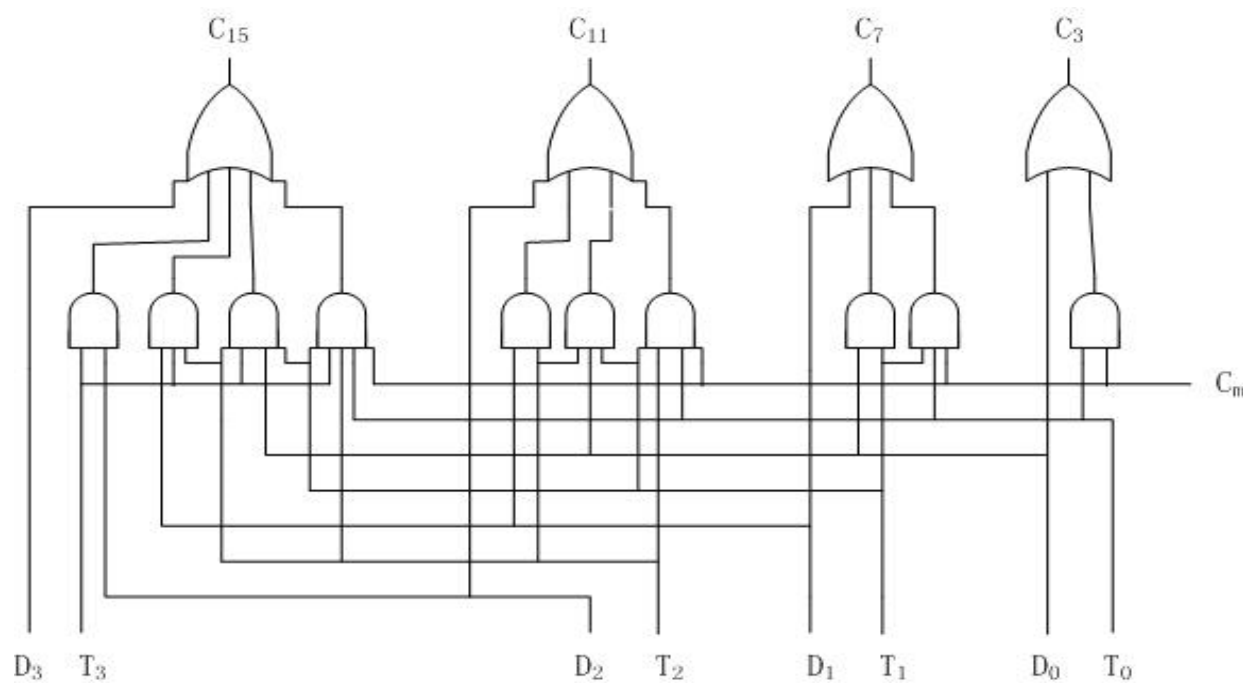 C₁₅ C₁₁ C₇ C₃
Cₘ
D₃ T₃ D₂ T₂ D₁ T₁ D₀ T₀